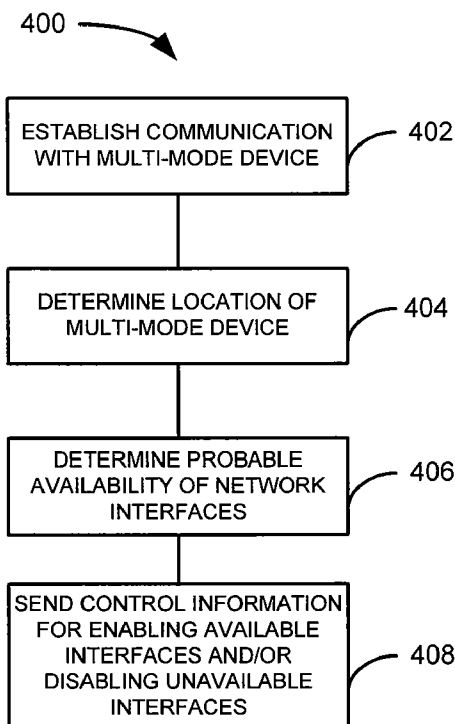 400
ESTABLISH COMMUNICATION
WITH MULTI-MODE DEVICE
402
DETERMINE LOCATION OF
MULTI-MODE DEVICE
404
DETERMINE PROBABLE
AVAILABILITY OF NETWORK
INTERFACES
406
SEND CONTROL INFORMATION
FOR ENABLING AVAILABLE
INTERFACES AND/OR
DISABLING UNAVAILABLE
INTERFACES
408